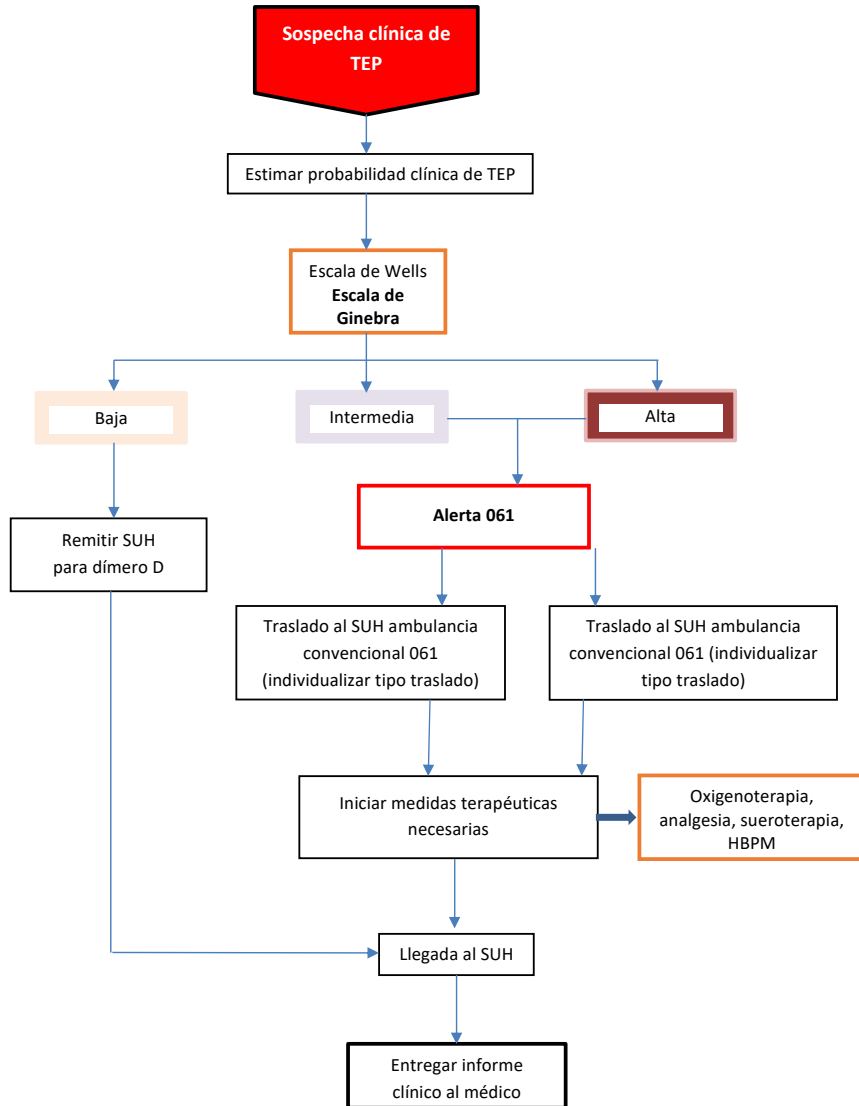 Sospecha clínica de
TEP
Estimar probabilidad clínica de TEP
Escala de Wells
Escala de
Ginebra
Baja
Intermedia
Alta
Alerta 061
Remitir SUH
para dímero D
Traslado al SUH ambulancia
convencional 061
(individualizar tipo traslado)
Traslado al SUH ambulancia
convencional 061 (individualizar
tipo traslado)
Iniciar medidas terapéuticas
necesarias
Oxigenoterapia,
analgesia, sueroterapia,
HBPM
Llegada al SUH
Entregar informe
clínico al médico